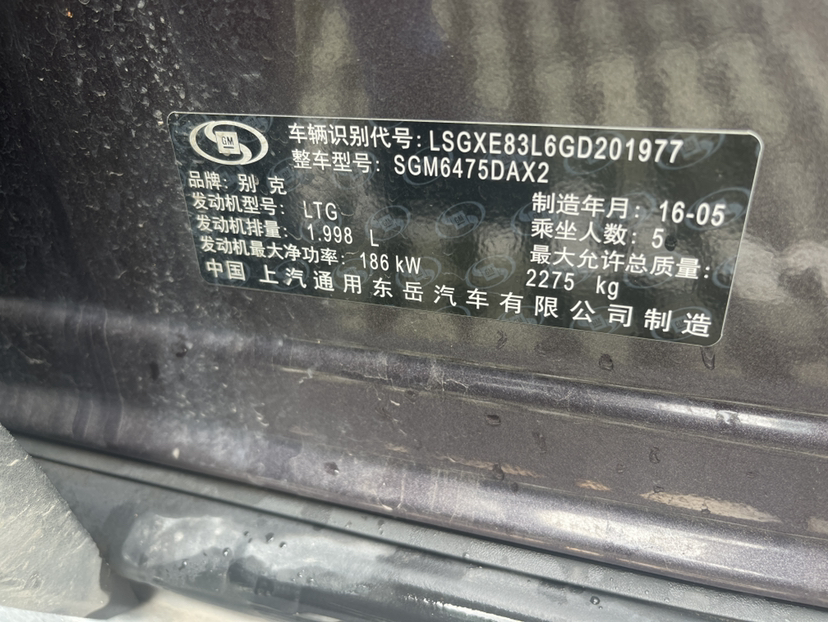 GM
车辆识别代号: LSGXE83L6GD201977
整车型号: SGM6475DAX2
品牌: 别克
制造年月: 16-05
发动机型号: LTG
乘坐人数: 5
发动机排量: 1.998 L
最大允许总质量: 2275 kg
发动机最大净功率: 186 kW
中国 上汽通用东岳汽车有限公司制造